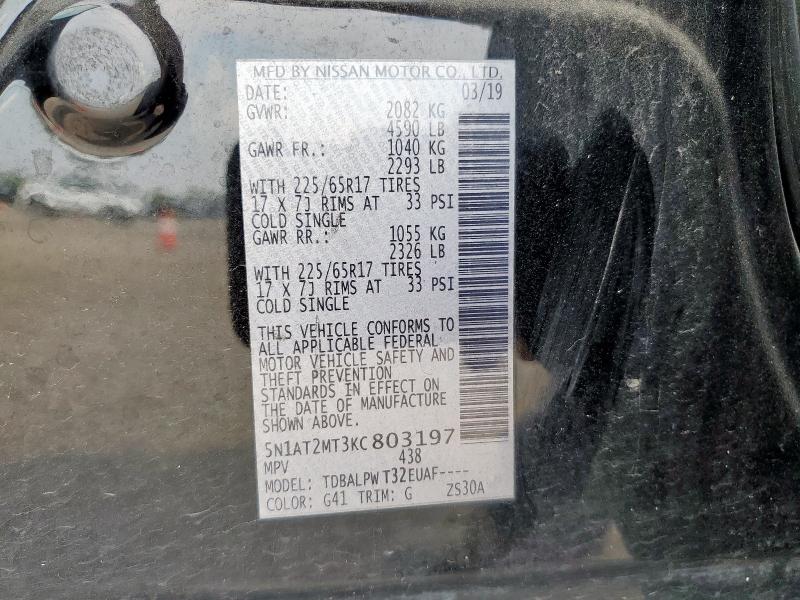 MFD BY NISSAN MOTOR CO., LTD.
DATE: 03/19
GVWR: 2082 KG
4590 LB
GAWR FR.: 1040 KG
2293 LB
WITH 225/65R17 TIRES
17 X 7J RIMS AT 33 PSI
COLD SINGLE
GAWR RR.: 1055 KG
2326 LB
WITH 225/65R17 TIRES
17 X 7J RIMS AT 33 PSI
COLD SINGLE
THIS VEHICLE CONFORMS TO
ALL APPLICABLE FEDERAL
MOTOR VEHICLE SAFETY AND
THEFT PREVENTION
STANDARDS IN EFFECT ON
THE DATE OF MANUFACTURE
SHOWN ABOVE.
5N1AT2MT3KC803197
MPV 438
MODEL: TDBALPW T32EUAF----
COLOR: G41 TRIM: G ZS30A